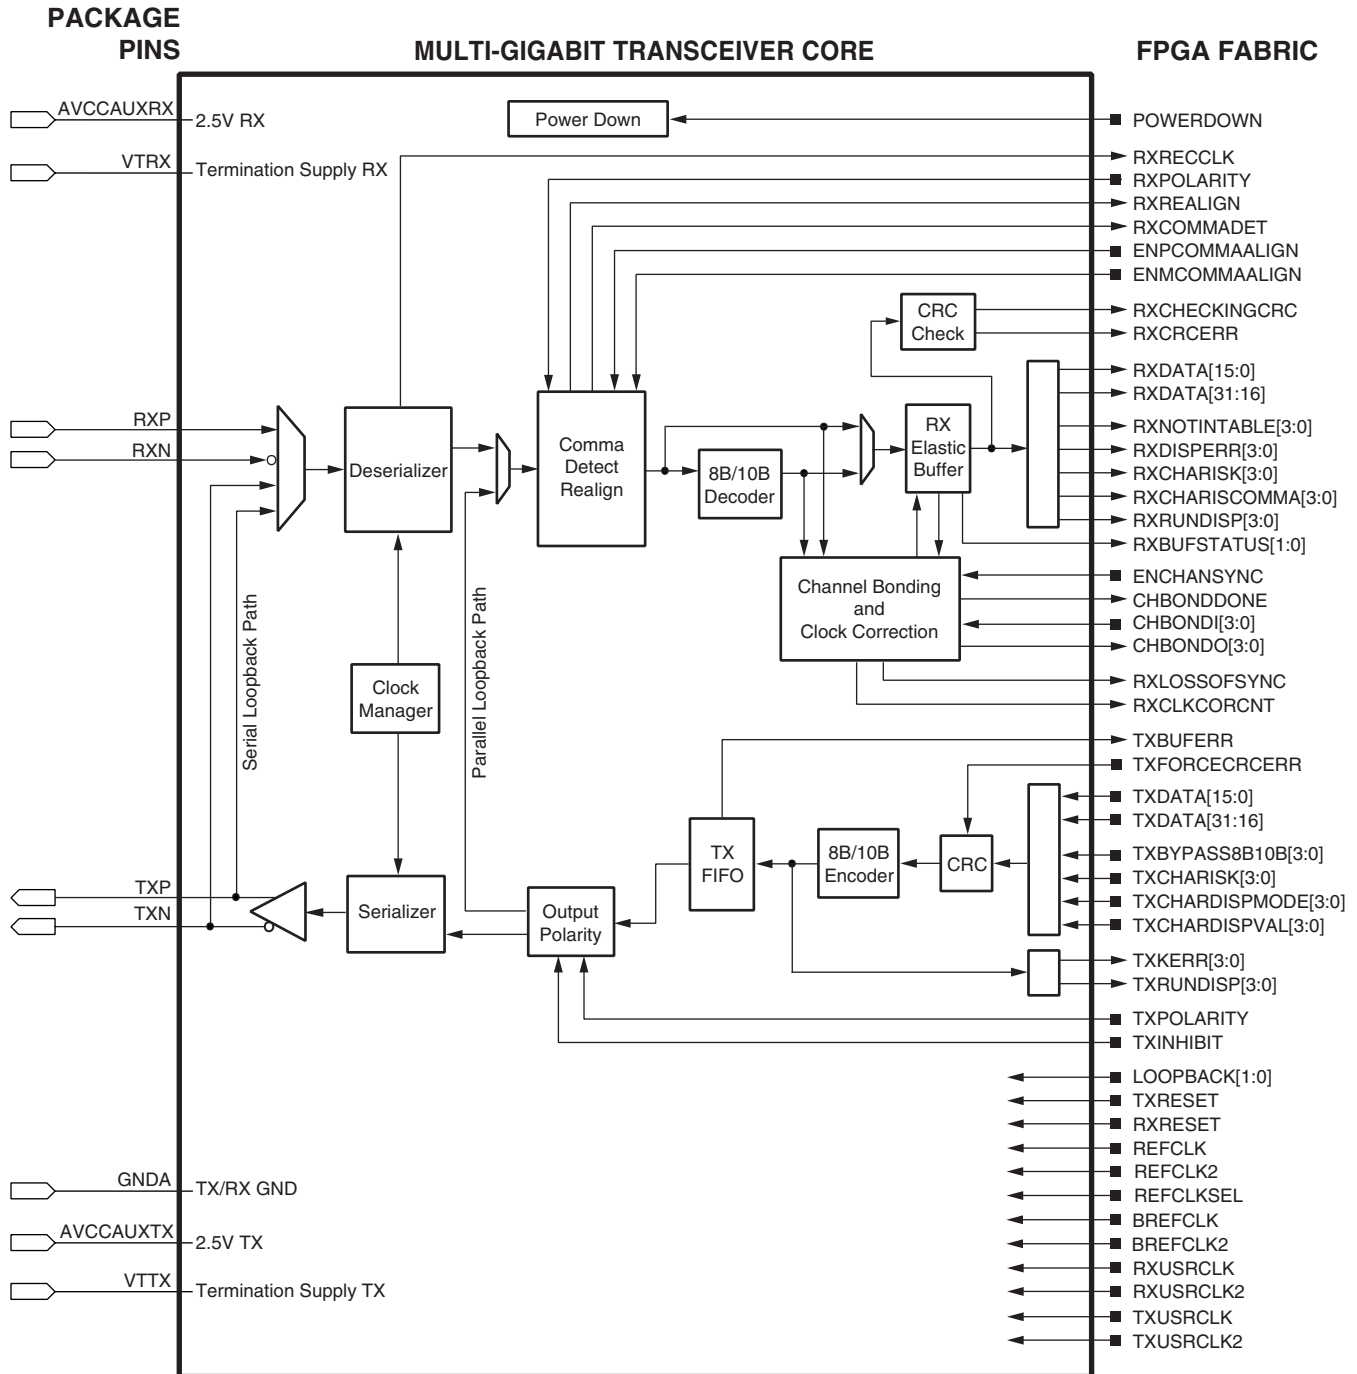 PACKAGE
PINS
MULTI-GIGABIT TRANSCEIVER CORE
FPGA FABRIC
AVCCAUXRX
2.5V RX
VTRX
Termination Supply RX
Power Down
POWERDOWN
RXRECCLK
RXPOLARITY
RXREALIGN
RXCOMMADET
ENPCOMMAALIGN
ENMCOMMAALIGN
CRC
Check
RXCHECKINGCRC
RXCRCERR
RXDATA[15:0]
RXDATA[31:16]
RXNOTINTABLE[3:0]
RXDISPERR[3:0]
RXCHARISK[3:0]
RXCHARISCOMMA[3:0]
RXRUNDISP[3:0]
RXBUFSTATUS[1:0]
RXP
RXN
Deserializer
Comma
Detect
Realign
8B/10B
Decoder
RX
Elastic
Buffer
Channel Bonding
and
Clock Correction
ENCHANSYNC
CHBONDDONE
CHBONDI[3:0]
CHBONDO[3:0]
RXLOSSOFSYNC
RXCLKCORCNT
Serial Loopback Path
Clock
Manager
Parallel Loopback Path
TXBUFERR
TXFORCECRCERR
TXDATA[15:0]
TXDATA[31:16]
TXBYPASS8B10B[3:0]
TXCHARISK[3:0]
TXCHARDISPMODE[3:0]
TXCHARDISPVAL[3:0]
TX
FIFO
8B/10B
Encoder
CRC
TXP
TXN
Serializer
Output
Polarity
TXKERR[3:0]
TXRUNDISP[3:0]
TXPOLARITY
TXINHIBIT
LOOPBACK[1:0]
TXRESET
RXRESET
REFCLK
REFCLK2
REFCLKSEL
BREFCLK
BREFCLK2
RXUSRCLK
RXUSRCLK2
TXUSRCLK
TXUSRCLK2
GNDA
TX/RX GND
AVCCAUXTX
2.5V TX
VTTX
Termination Supply TX